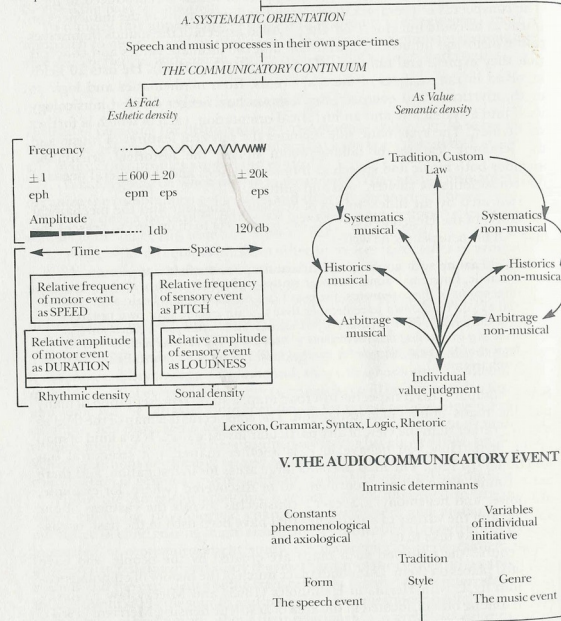 A. SYSTEMATIC ORIENTATION
Speech and music processes in their own space-times
THE COMMUNICATORY CONTINUUM
As Fact
Esthetic density
As Value
Semantic density
Frequency
±1
eph
±600 ±20
epm eps
±20k
eps
Amplitude
1db
120 db
Time
Space
Relative frequency
of motor event
as SPEED
Relative frequency
of sensory event
as PITCH
Relative amplitude
of motor event
as DURATION
Relative amplitude
of sensory event
as LOUDNESS
Rhythmic density
Sonal density
Tradition, Custom
Law
Systematics
musical
Systematics
non-musical
Historics
musical
Historics
non-musica
Arbitrage
musical
Arbitrage
non-musical
Individual
value judgment
Lexicon, Grammar, Syntax, Logic, Rhetoric
V. THE AUDIOCOMMUNICATORY EVENT
Intrinsic determinants
Constants
phenomenological
and axiological
Variables
of individual
initiative
Tradition
Form
Style
Genre
The speech event
The music event